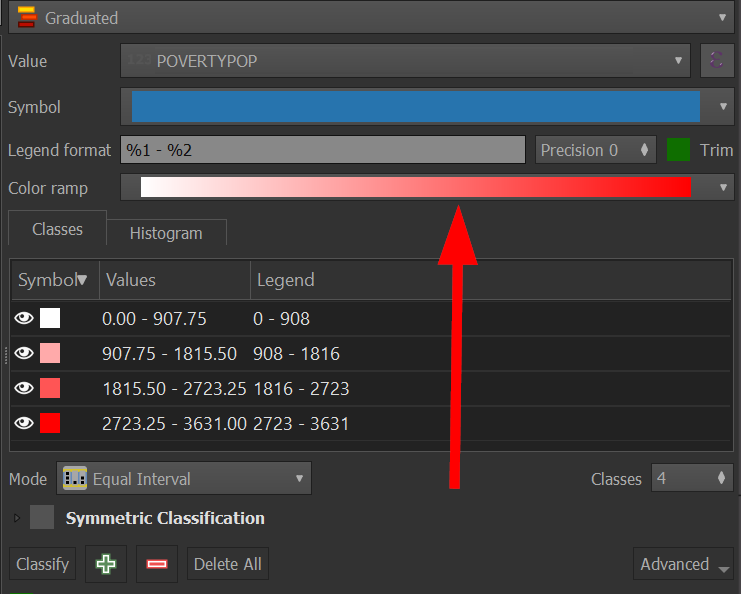 Graduated
Value 123 POVERTYPOP ε
Symbol
Legend format %1 - %2 Precision 0 Trim
Color ramp
Classes Histogram
Symbol Values Legend
0.00 - 907.75 0 - 908
907.75 - 1815.50 908 - 1816
1815.50 - 2723.25 1816 - 2723
2723.25 - 3631.00 2723 - 3631
Mode Equal Interval Classes 4
Symmetric Classification
Classify Delete All Advanced